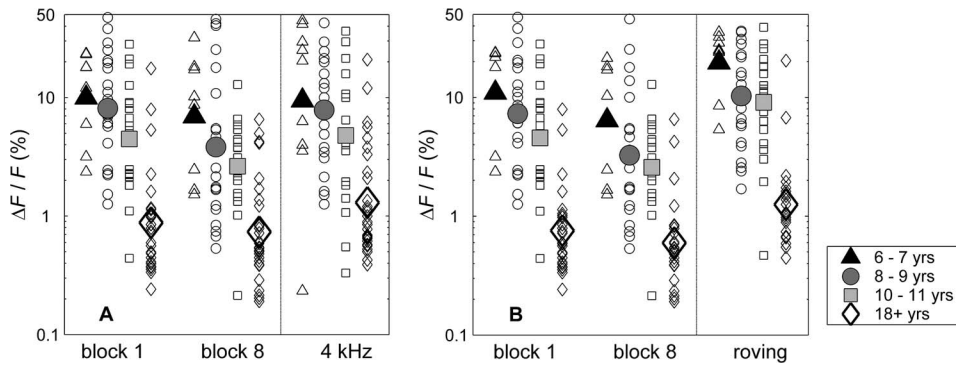 50
10
1
0.1
ΔF / F (%)
A
block 1 block 8 4 kHz
50
10
1
0.1
ΔF / F (%)
B
block 1 block 8 roving
6 - 7 yrs
8 - 9 yrs
10 - 11 yrs
18+ yrs